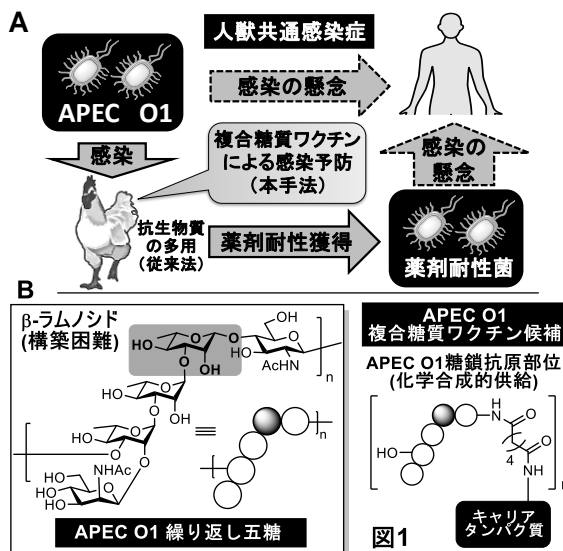 A
人獣共通感染症
APEC O1
感染の懸念
感染
複合糖質ワクチン
による感染予防
（本手法）
感染の
懸念
抗生物質
の多用
（従来法）
薬剤耐性獲得
薬剤耐性菌
B
β-ラムノシド
(構築困難)
HO
OH
OH
O
O
HO
O
AcHN
n
O
HO
OH
O
HO
O
O
O
HO
NHAc
HO
HO
O
O
≡
n
APEC O1 繰り返し五糖
APEC O1
複合糖質ワクチン候補
APEC O1糖鎖抗原部位
(化学合成的供給)
H
N
O
HO
4
O
NH
n
キャリア
タンパク質
図1